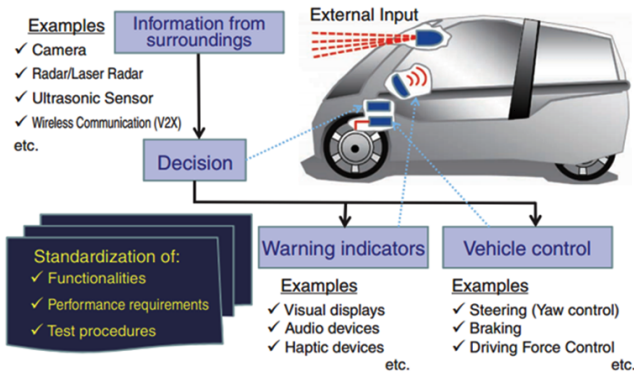 Examples
✓ Camera
✓ Radar/Laser Radar
✓ Ultrasonic Sensor
✓ Wireless Communication (V2X)
etc.
Information from
surroundings
External Input
Decision
Standardization of:
✓ Functionalities
✓ Performance requirements
✓ Test procedures
Warning indicators
Examples
✓ Visual displays
✓ Audio devices
✓ Haptic devices
etc.
Vehicle control
Examples
✓ Steering (Yaw control)
✓ Braking
✓ Driving Force Control
etc.